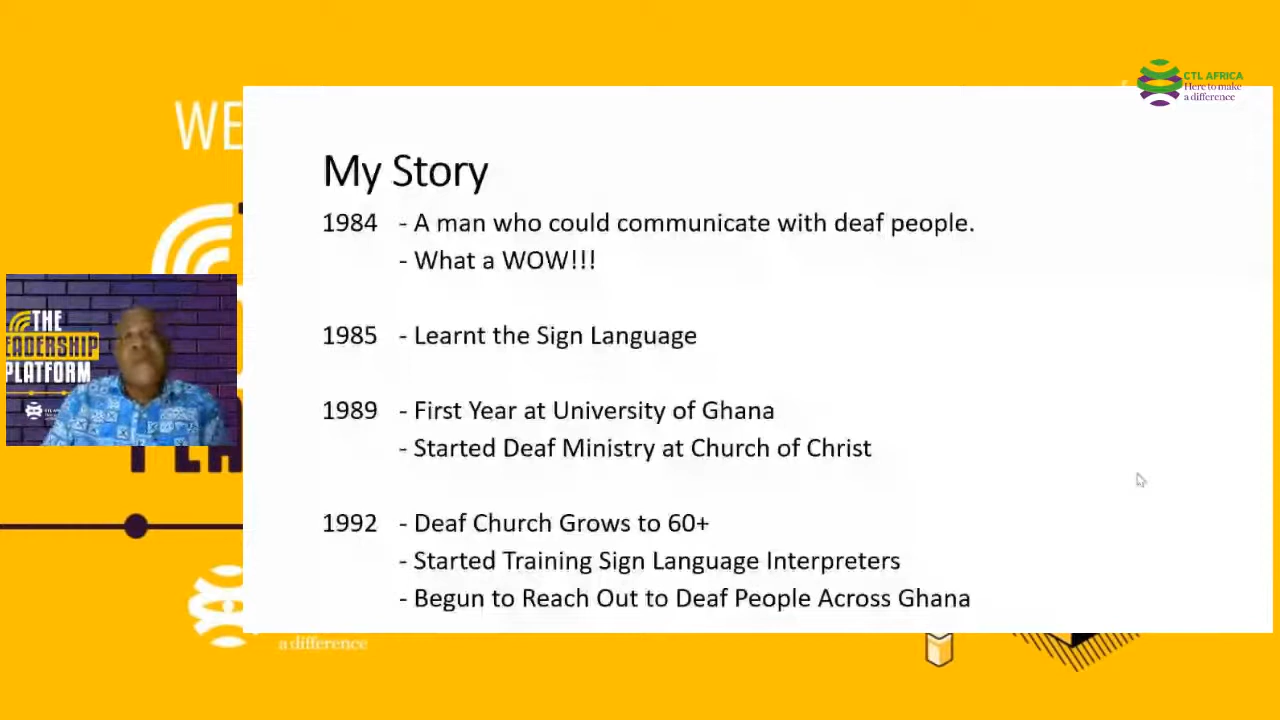 CTL AFRICA
Here to make
a difference
WE
My Story
1984 - A man who could communicate with deaf people.
- What a WOW!!!
1985 - Learnt the Sign Language
1989 - First Year at University of Ghana
- Started Deaf Ministry at Church of Christ
1992 - Deaf Church Grows to 60+
- Started Training Sign Language Interpreters
- Begun to Reach Out to Deaf People Across Ghana
THE
LEADERSHIP
PLATFORM
a difference